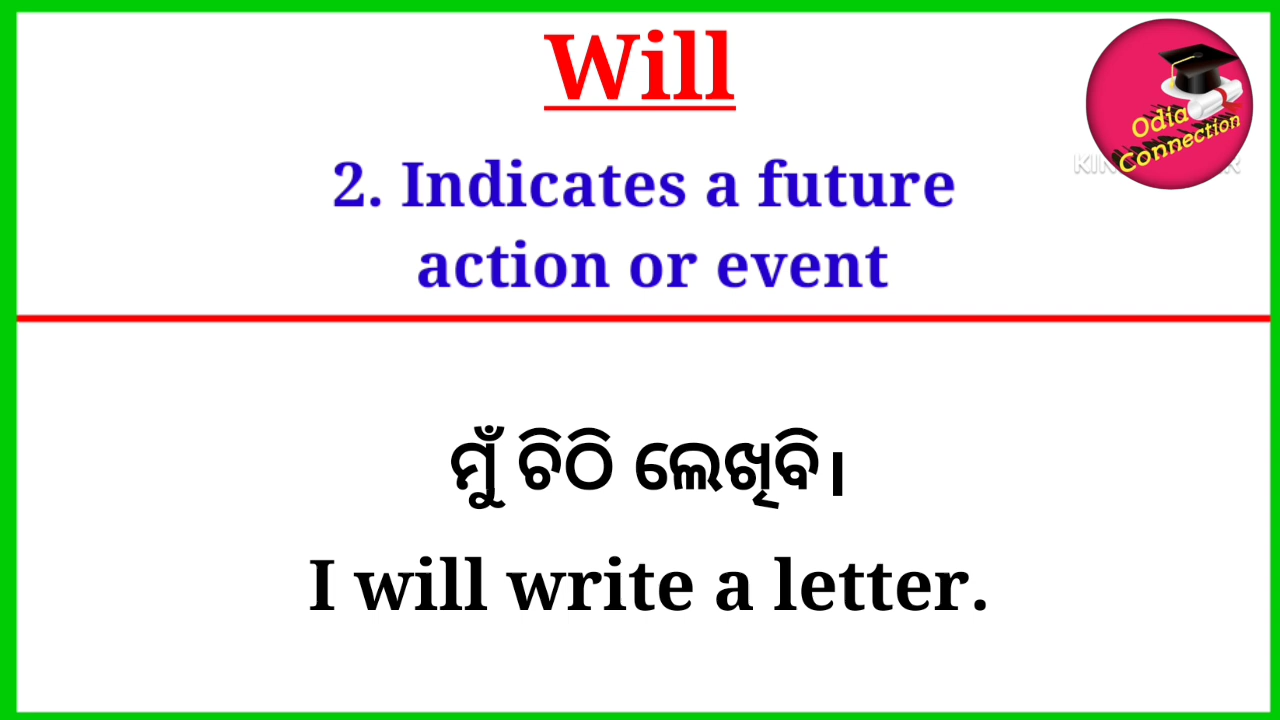 Will
Odia
Connection
2. Indicates a future
action or event
ମୁଁ ଚିଠି ଲେଖିବି।
I will write a letter.